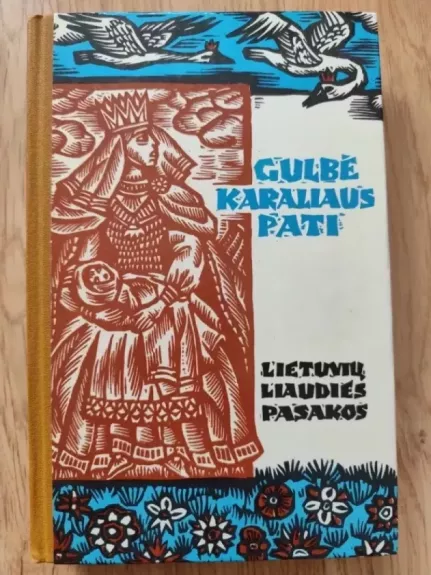 GULBĖ
KARALIAUS
PATI
LIETUVIŲ
LIAUDIES
PASAKOS